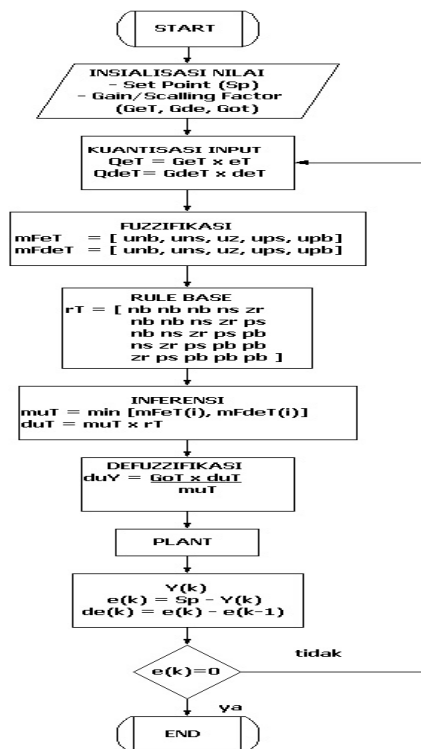 START
INSIALISASI NILAI
- Set Point (Sp)
- Gain/Scalling Factor
(GeT, Gde, Got)
KUANTISASI INPUT
QeT = GeT x eT
QdeT= GdeT x deT
FUZZIFIKASI
mFeT = [ unb, uns, uz, ups, upb]
mFdeT = [ unb, uns, uz, ups, upb]
RULE BASE
rT = [ nb nb nb ns zr
nb nb ns zr ps
nb ns zr ps pb
ns zr ps pb pb
zr ps pb pb pb ]
INFERENSI
muT = min [mFeT(i), mFdeT(i)]
duT = muT x rT
DEFUZZIFIKASI
duY = GoT x duT
muT
PLANT
Y(k)
e(k) = Sp - Y(k)
de(k) = e(k) - e(k-1)
tidak
e(k)=0
ya
END